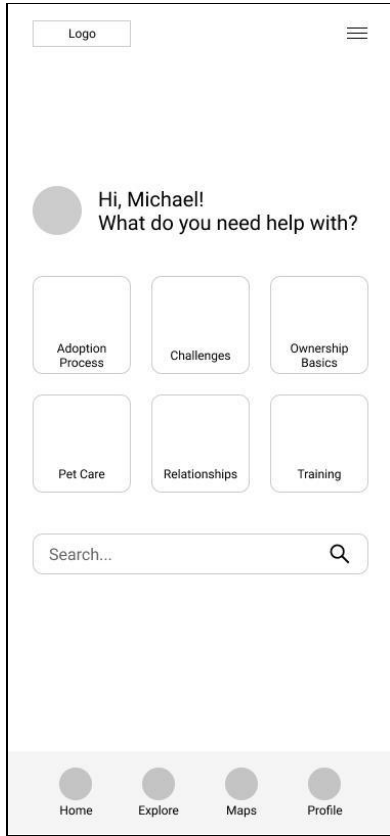 Logo
Hi, Michael!
What do you need help with?
Adoption
Process
Challenges
Ownership
Basics
Pet Care
Relationships
Training
Search...
Home
Explore
Maps
Profile